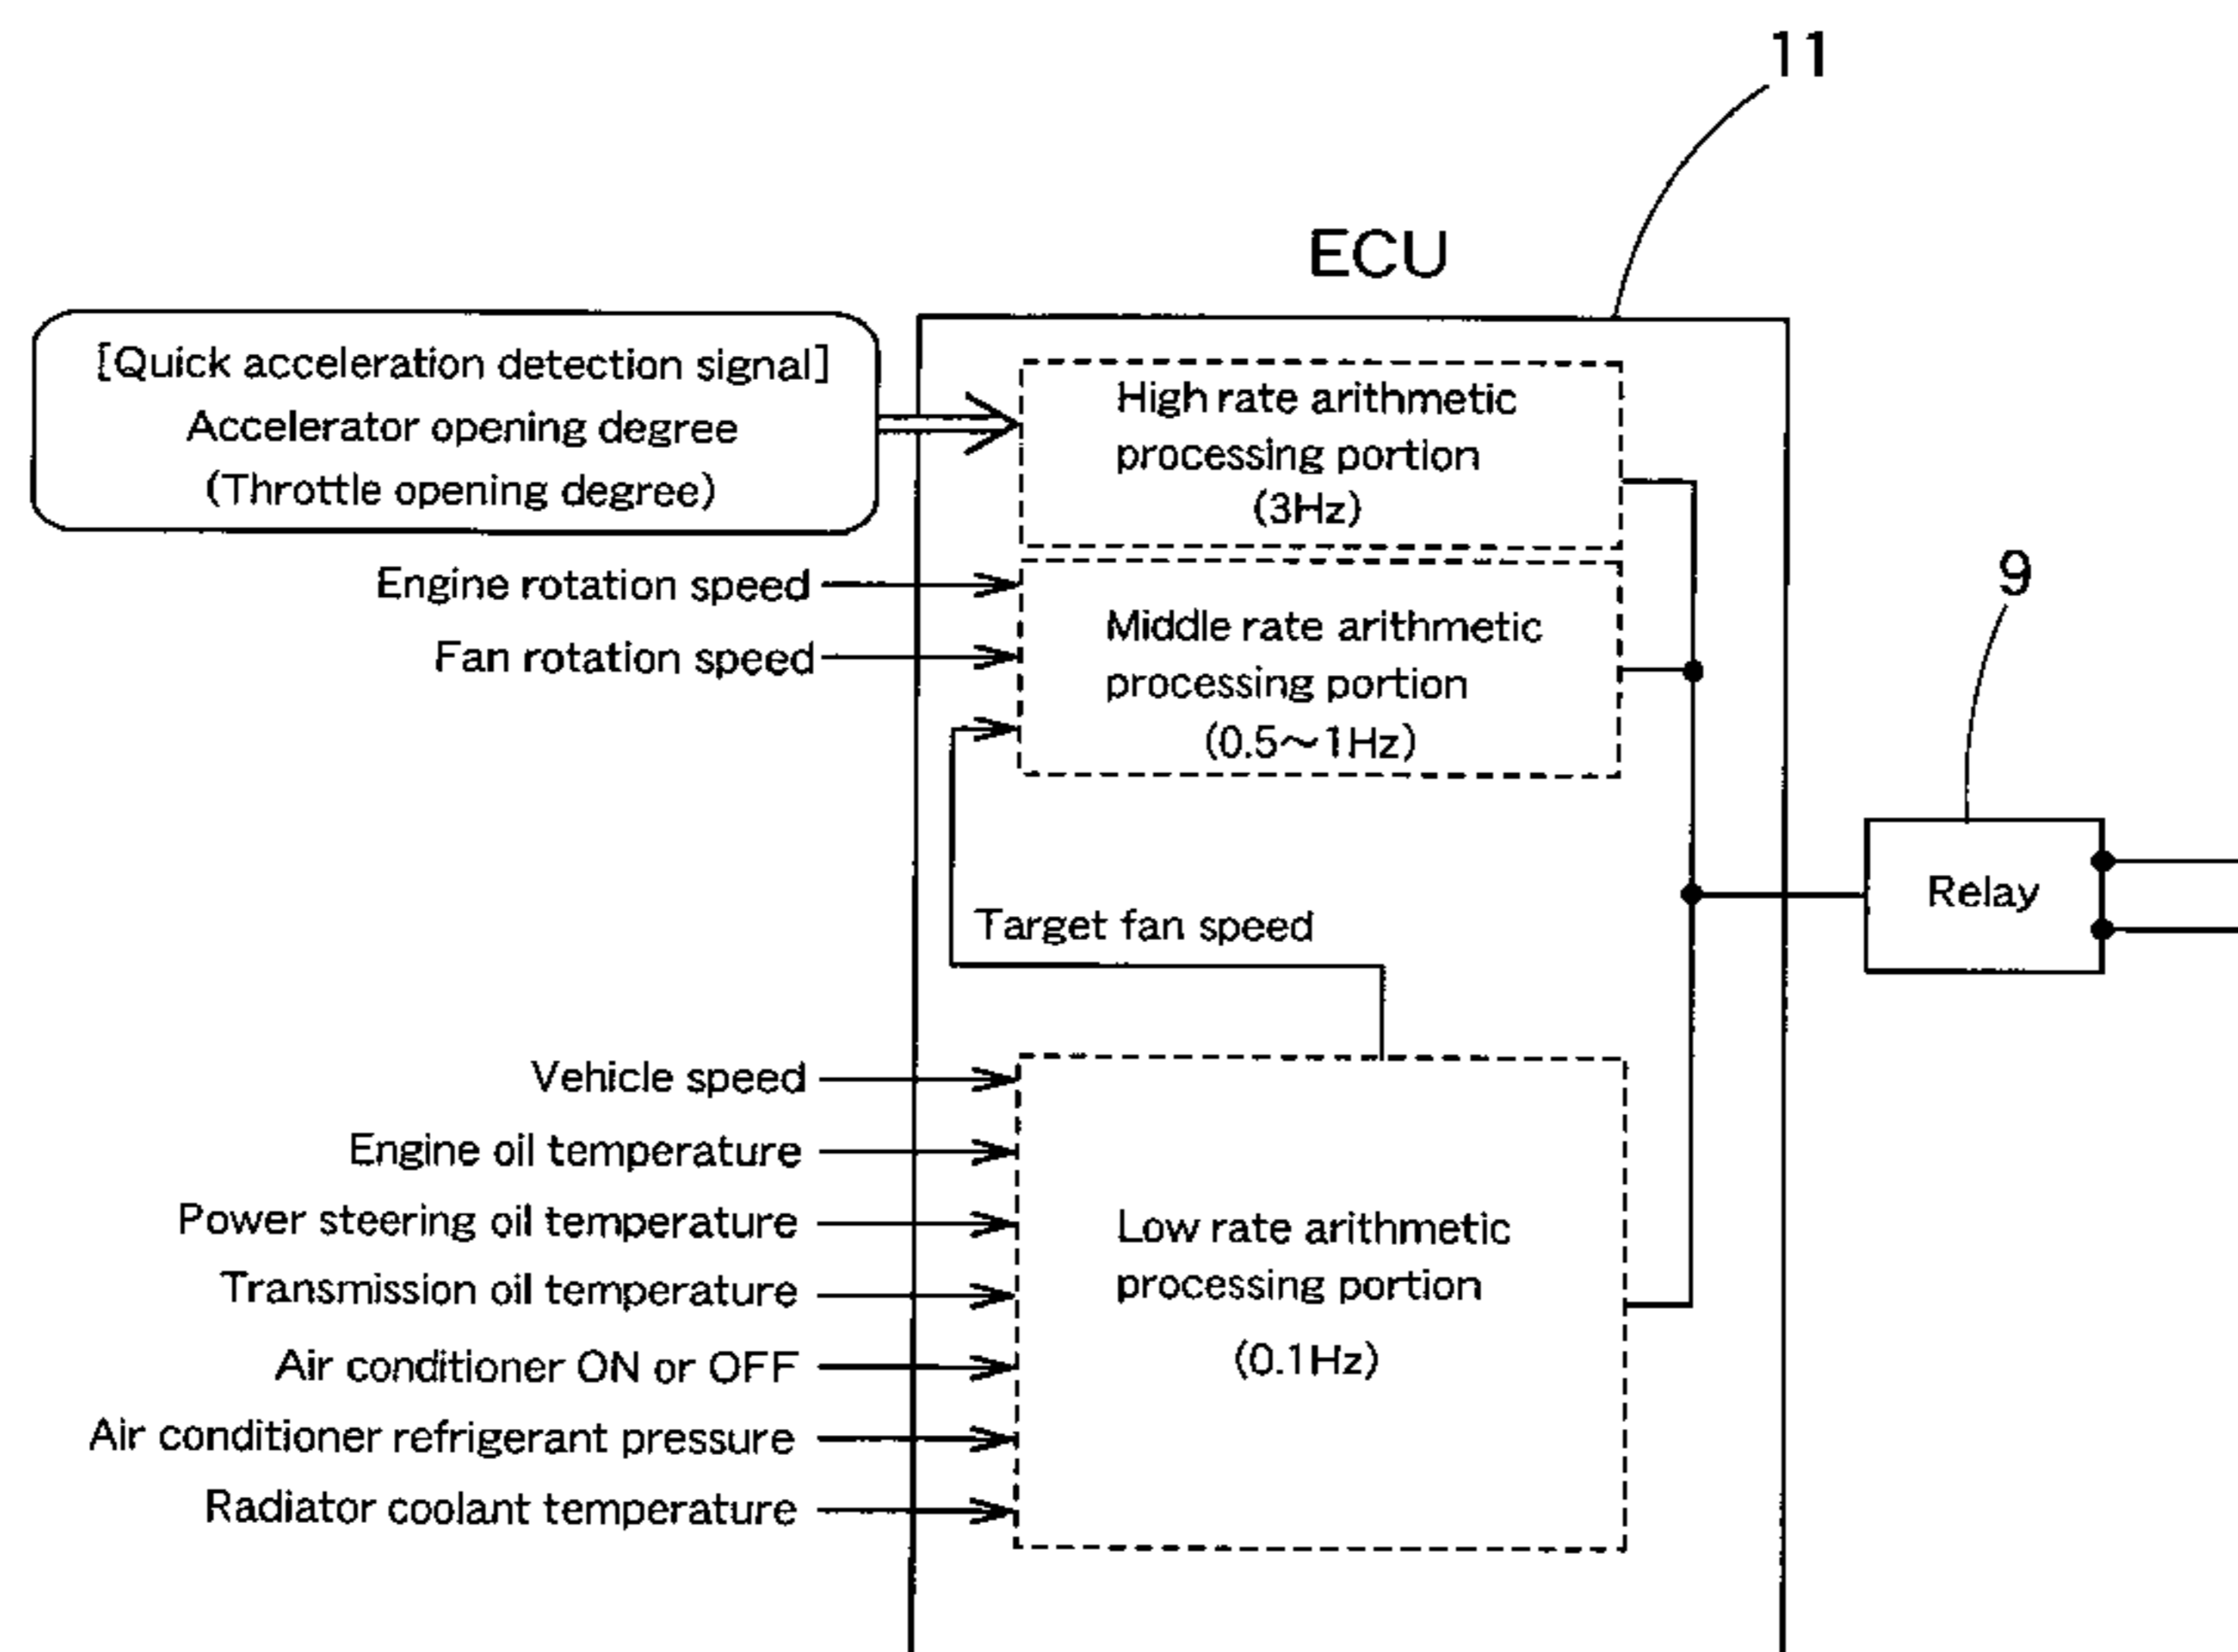 11
ECU
[Quick acceleration detection signal]
Accelerator opening degree
(Throttle opening degree)
High rate arithmetic
processing portion
(3Hz)
Engine rotation speed
Fan rotation speed
Middle rate arithmetic
processing portion
(0.5～1Hz)
9
Relay
Target fan speed
Vehicle speed
Engine oil temperature
Power steering oil temperature
Transmission oil temperature
Air conditioner ON or OFF
Air conditioner refrigerant pressure
Radiator coolant temperature
Low rate arithmetic
processing portion
(0.1Hz)